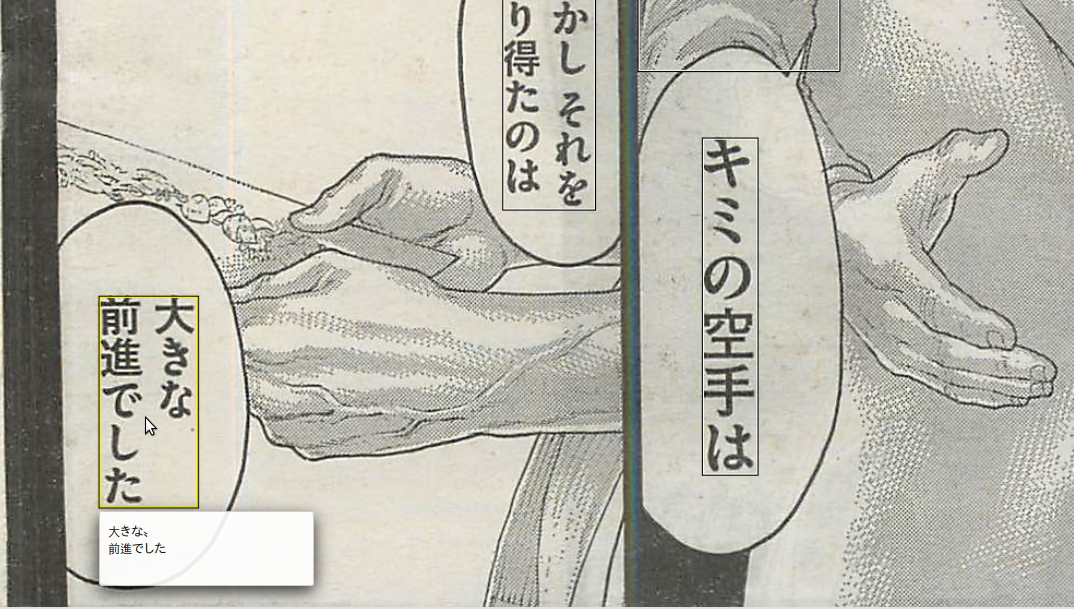 キミの空手は
かし それを
り得たのは
大きな
前進でした
大きな〟
前進でした